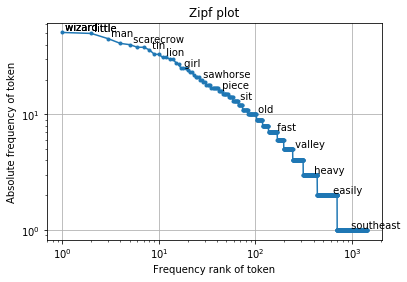 Zipf plot
Absolute frequency of token
wizard little
man
scarecrow
tin
lion
girl
sawhorse
piece
sit
old
fast
valley
heavy
easily
southeast
10¹
10⁰
10⁰ 10¹ 10² 10³
Frequency rank of token